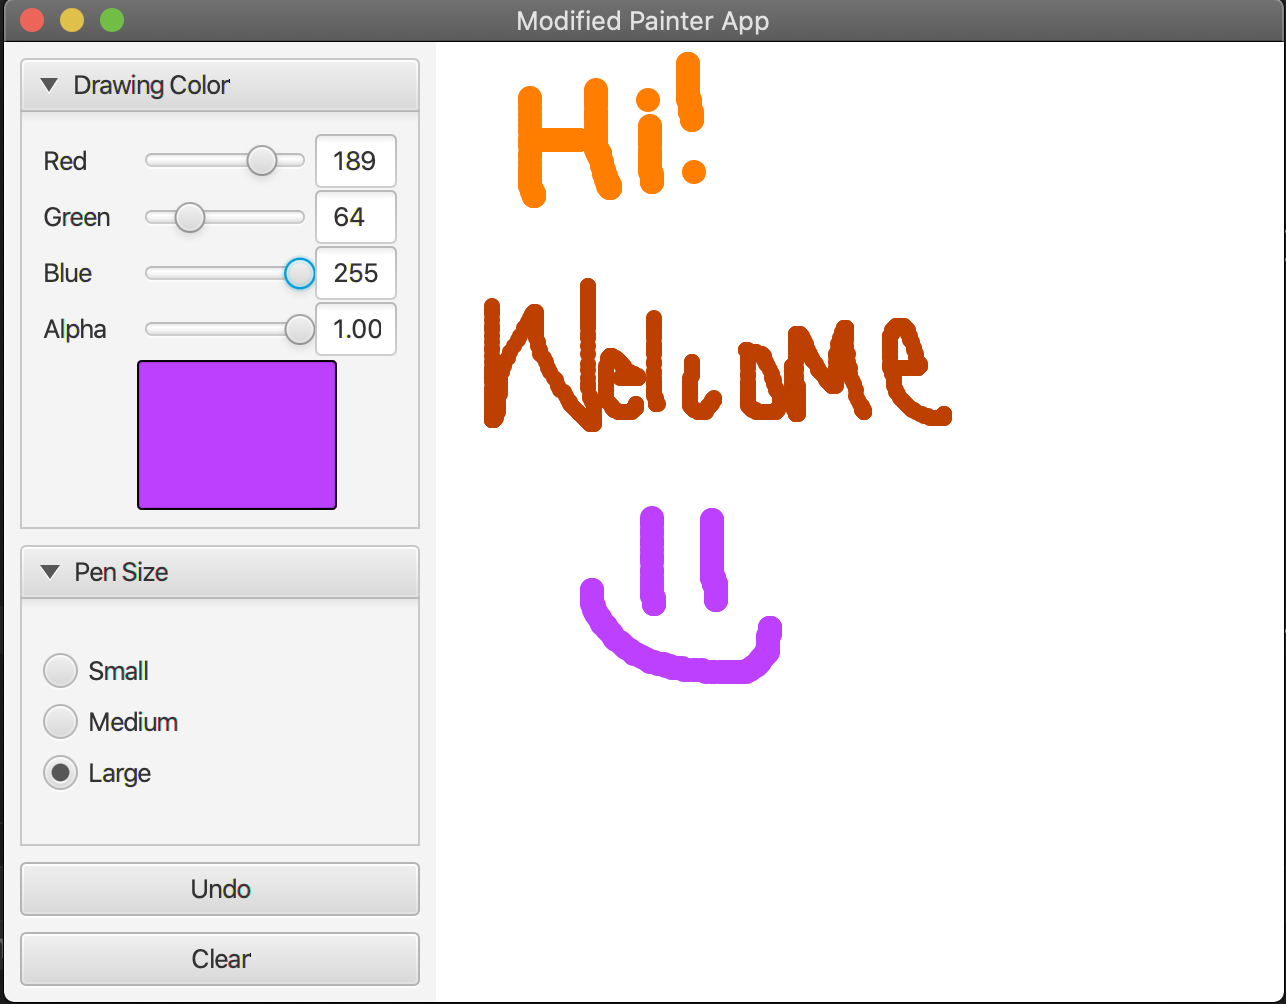 Modified Painter App
Drawing Color
Red 189
Green 64
Blue 255
Alpha 1.00
Pen Size
Small
Medium
Large
Undo
Clear
Hi!
Welcome